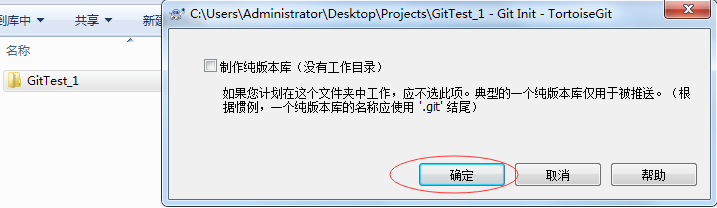 到库中
共享
新建
名称
GitTest_1
C:\Users\Administrator\Desktop\Projects\GitTest_1 - Git Init - TortoiseGit
制作纯版本库（没有工作目录）
如果您计划在这个文件夹中工作，应不选此项。典型的一个纯版本库仅用于被推送。（根
据惯例，一个纯版本库的名称应使用 '.git' 结尾）
确定
取消
帮助